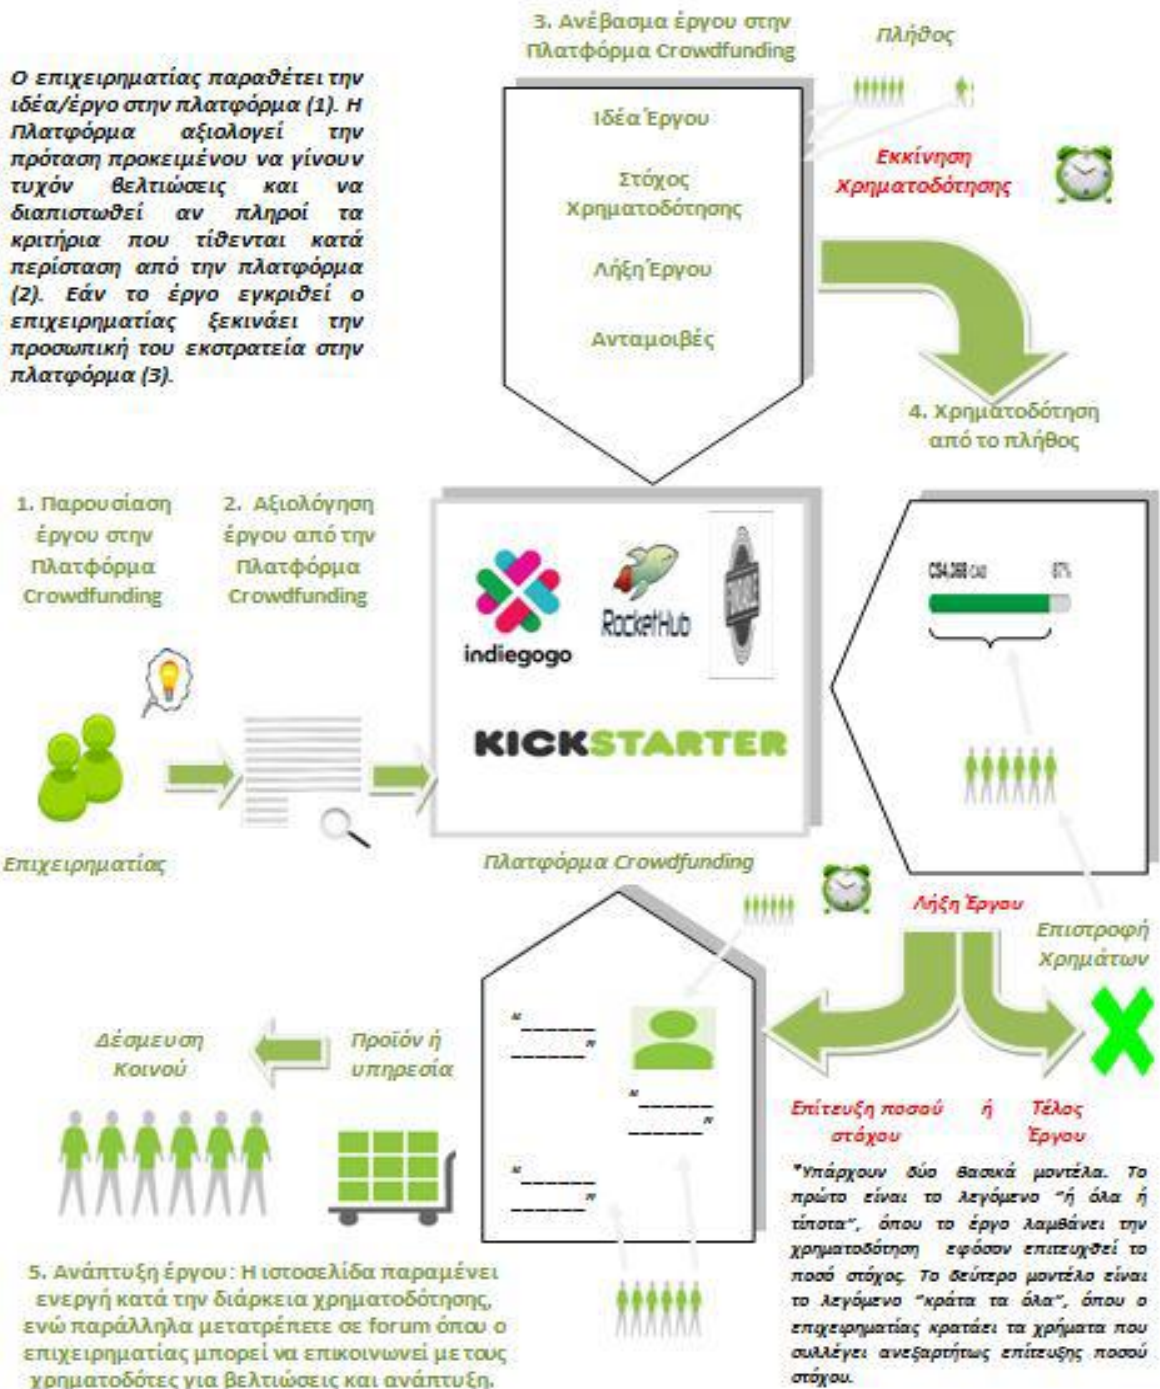 3. Ανέβασμα έργου στην
Πλατφόρμα Crowdfunding
Πλήθος
Ο επιχειρηματίας παραθέτει την
ιδέα/έργο στην πλατφόρμα (1). Η
Πλατφόρμα αξιολογεί την
πρόταση προκειμένου να γίνουν
τυχόν βελτιώσεις και να
διαπιστωθεί αν πληροί τα
κριτήρια που τίθενται κατά
περίσταση από την πλατφόρμα
(2). Εάν το έργο εγκριθεί ο
επιχειρηματίας ξεκινάει την
προσωπική του εκστρατεία στην
πλατφόρμα (3).
Ιδέα Έργου
Στόχος
Χρηματοδότησης
Λήξη Έργου
Ανταμοιβές
Εκκίνηση
Χρηματοδότησης
4. Χρηματοδότηση
από το πλήθος
1. Παρουσίαση
έργου στην
Πλατφόρμα
Crowdfunding
2. Αξιολόγηση
έργου από την
Πλατφόρμα
Crowdfunding
indiegogo
RocketHub
KICKSTARTER
87%
Επιχειρηματίας
Πλατφόρμα Crowdfunding
Λήξη Έργου
Επιστροφή
Χρημάτων
Δέσμευση
Κοινού
Προϊόν ή
υπηρεσία
Επίτευξη ποσού ή Τέλος
στόχου Έργου
*Υπάρχουν δύο βασικά μοντέλα. Το
πρώτο είναι το λεγόμενο "ή όλα ή
τίποτα", όπου το έργο λαμβάνει την
χρηματοδότηση εφόσον επιτευχθεί το
ποσό στόχος. Το δεύτερο μοντέλο είναι
το λεγόμενο "κράτα τα όλα", όπου ο
επιχειρηματίας κρατάει τα χρήματα που
συλλέγει ανεξαρτήτως επίτευξης ποσού
στόχου.
5. Ανάπτυξη έργου: Η ιστοσελίδα παραμένει
ενεργή κατά την διάρκεια χρηματοδότησης,
ενώ παράλληλα μετατρέπετε σε forum όπου ο
επιχειρηματίας μπορεί να επικοινωνεί με τους
χρηματοδότες για βελτιώσεις και ανάπτυξη.